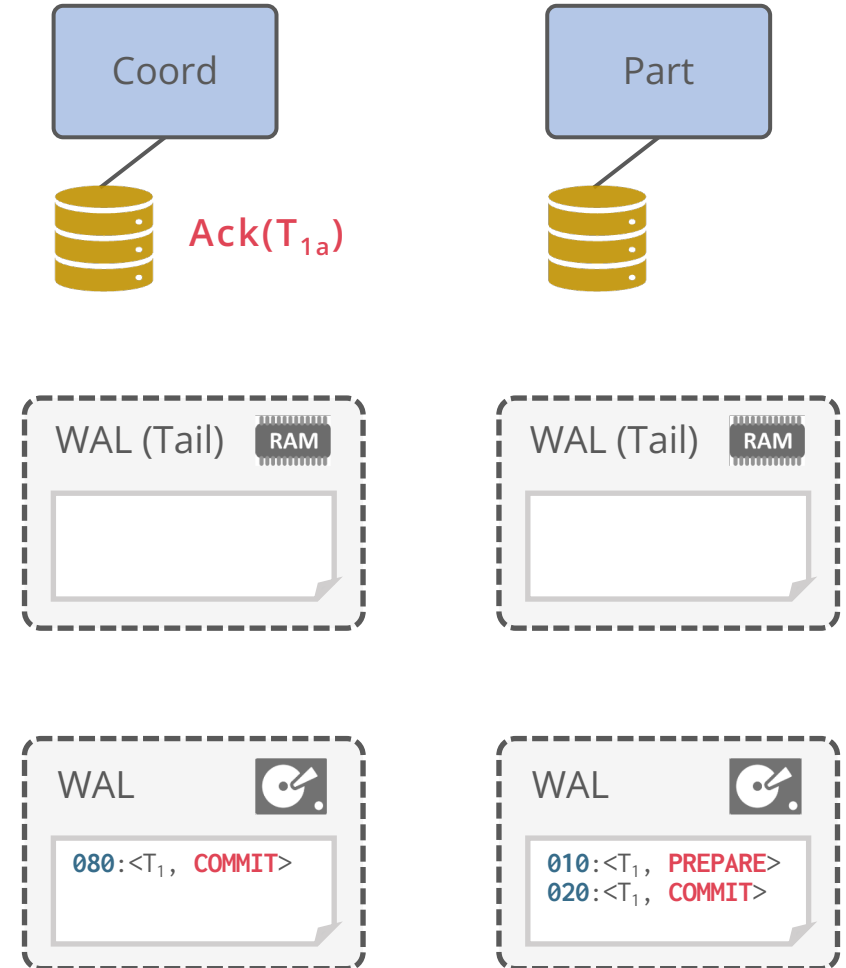 Coord
Part
Ack(T₁ₐ)
WAL (Tail) RAM
WAL (Tail) RAM
WAL
080:<T₁, COMMIT>
WAL
010:<T₁, PREPARE>
020:<T₁, COMMIT>